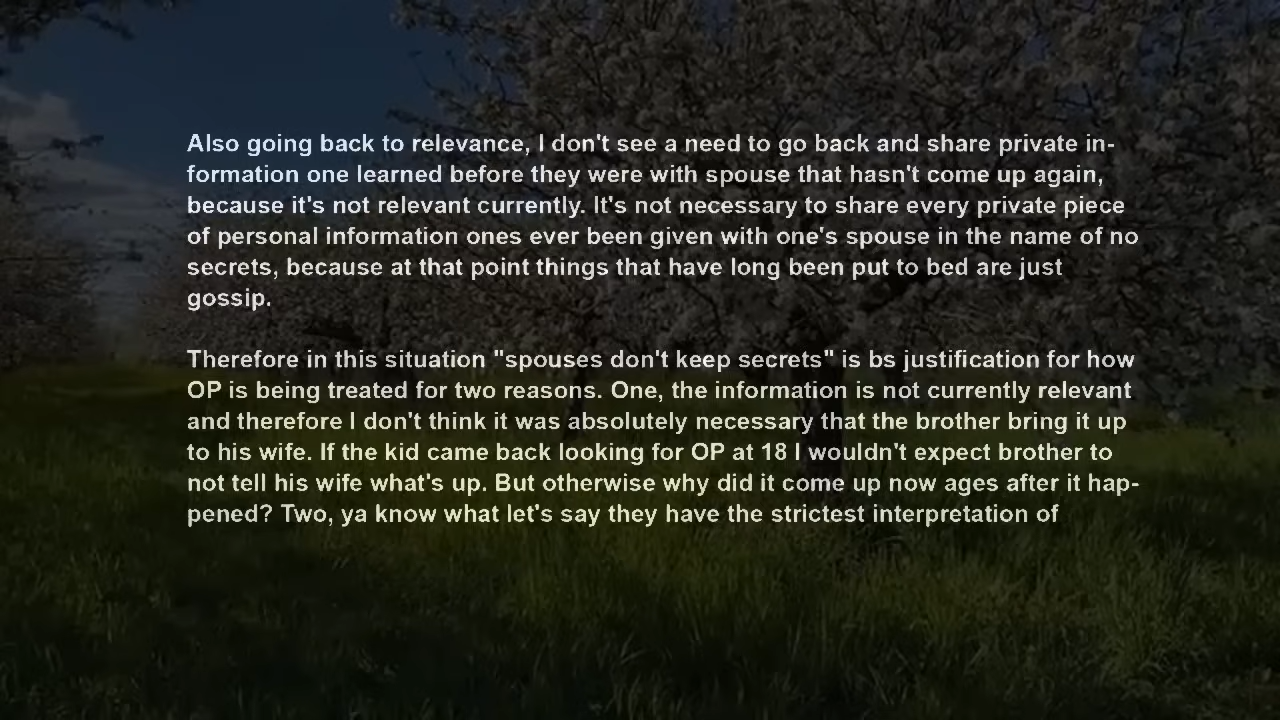 Also going back to relevance, I don't see a need to go back and share private in-
formation one learned before they were with spouse that hasn't come up again,
because it's not relevant currently. It's not necessary to share every private piece
of personal information ones ever been given with one's spouse in the name of no
secrets, because at that point things that have long been put to bed are just
gossip.
Therefore in this situation "spouses don't keep secrets" is bs justification for how
OP is being treated for two reasons. One, the information is not currently relevant
and therefore I don't think it was absolutely necessary that the brother bring it up
to his wife. If the kid came back looking for OP at 18 I wouldn't expect brother to
not tell his wife what's up. But otherwise why did it come up now ages after it hap-
pened? Two, ya know what let's say they have the strictest interpretation of